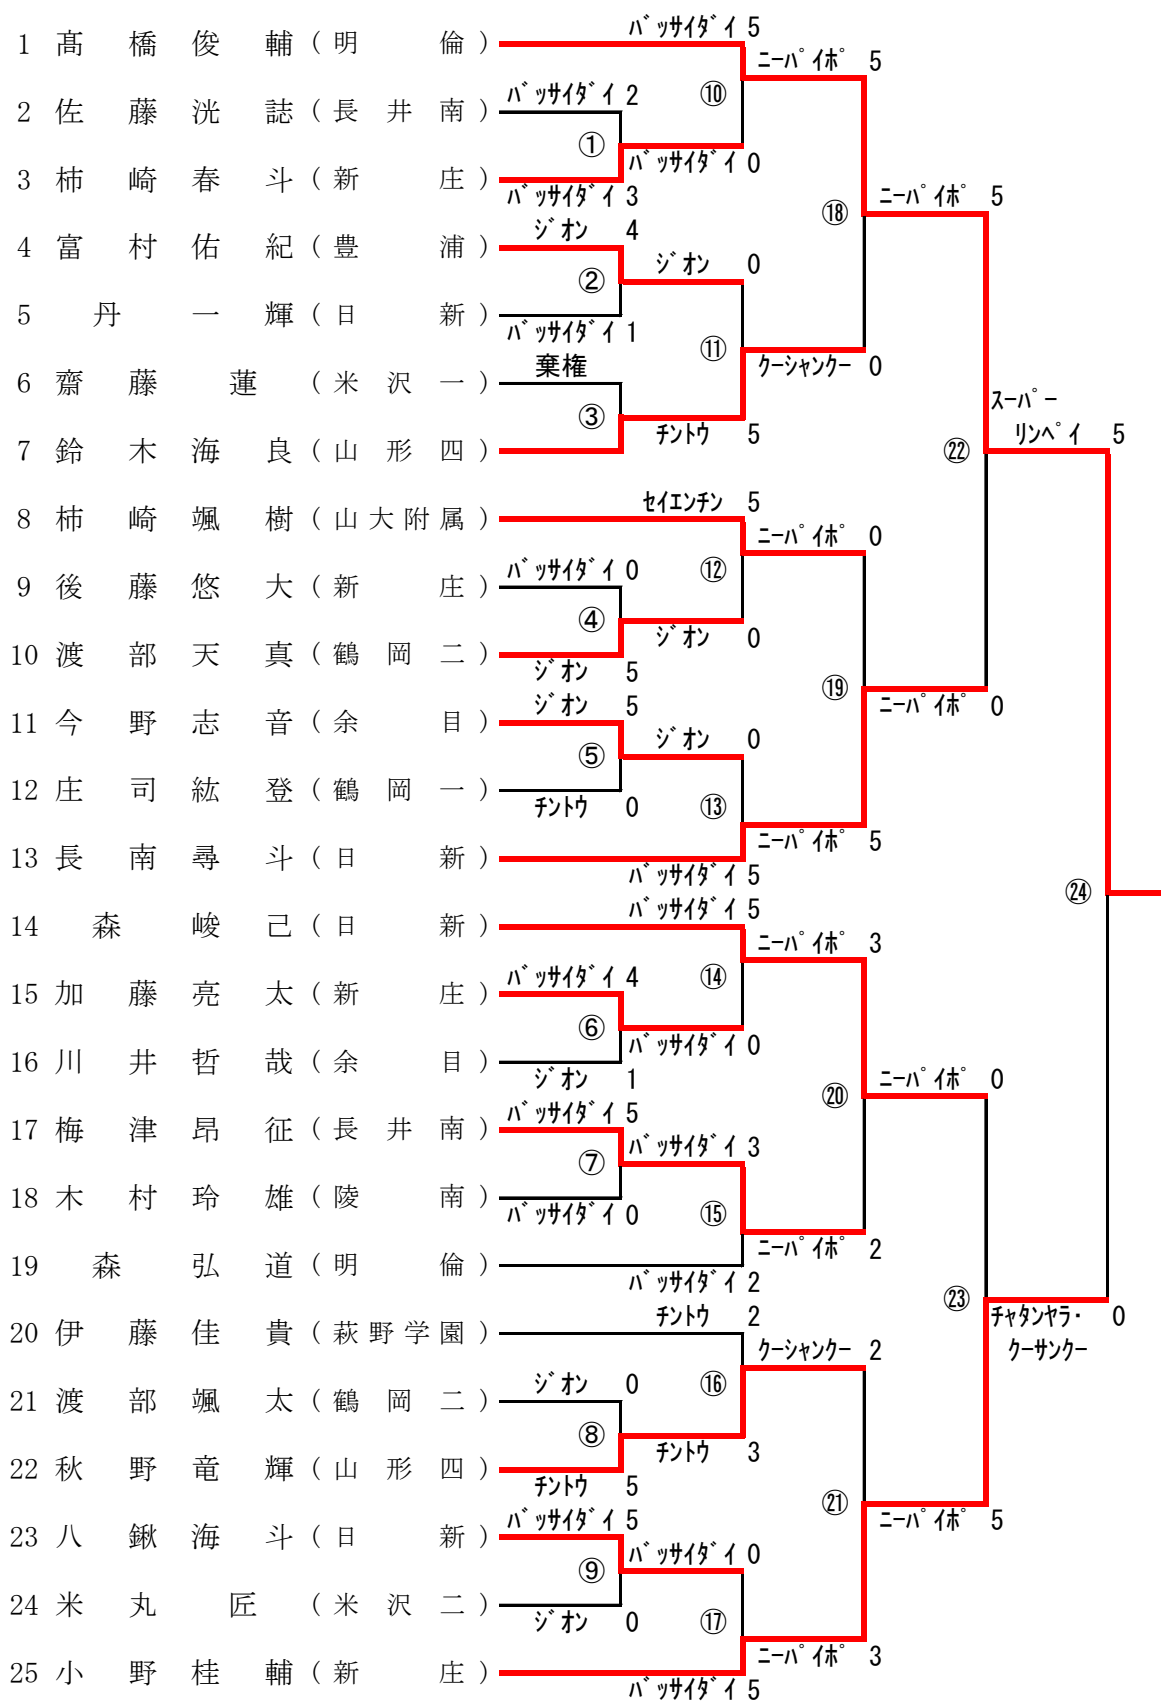 バッサイダイ 5
1 髙橋俊輔（明倫）
ニーパイポ 5
バッサイダイ 2 ⑩
2 佐藤洸誌（長井南）
①
バッサイダイ 0
3 柿崎春斗（新庄）
バッサイダイ 3
ニーパイポ 5
⑱
ジオン 4
4 富村佑紀（豊浦）
ジオン 0
②
5 丹一輝（日新）
バッサイダイ 1
⑪
棄権
クーシャンクー 0
6 齋藤蓮（米沢一）
スーパー
③
チントウ 5
リンペイ 5
7 鈴木海良（山形四）
㉒
セイエンチン 5
8 柿崎颯樹（山大附属）
ニーパイポ 0
バッサイダイ 0 ⑫
9 後藤悠大（新庄）
④
ジオン 0
10 渡部天真（鶴岡二）
ジオン 5
⑲
ニーパイポ 0
ジオン 5
11 今野志音（余目）
ジオン 0
⑤
12 庄司紘登（鶴岡一）
チントウ 0
⑬
ニーパイポ 5
13 長南尋斗（日新）
バッサイダイ 5
㉔
バッサイダイ 5
14 森峻己（日新）
ニーパイポ 3
バッサイダイ 4 ⑭
15 加藤亮太（新庄）
⑥
バッサイダイ 0
16 川井哲哉（余目）
ジオン 1
ニーパイポ 0
⑳
バッサイダイ 5
17 梅津昂征（長井南）
バッサイダイ 3
⑦
18 木村玲雄（陵南）
バッサイダイ 0
⑮
ニーパイポ 2
19 森弘道（明倫）
バッサイダイ 2
㉓
チントウ 2
チャタンヤラ・ 0
20 伊藤佳貴（萩野学園）
クーシャンクー 2
クーサンクー
ジオン 0 ⑯
21 渡部颯太（鶴岡二）
⑧
チントウ 3
22 秋野竜輝（山形四）
チントウ 5
㉑
ニーパイポ 5
バッサイダイ 5
23 八鍬海斗（日新）
バッサイダイ 0
⑨
24 米丸匠（米沢二）
ジオン 0
⑰
ニーパイポ 3
25 小野桂輔（新庄）
バッサイダイ 5